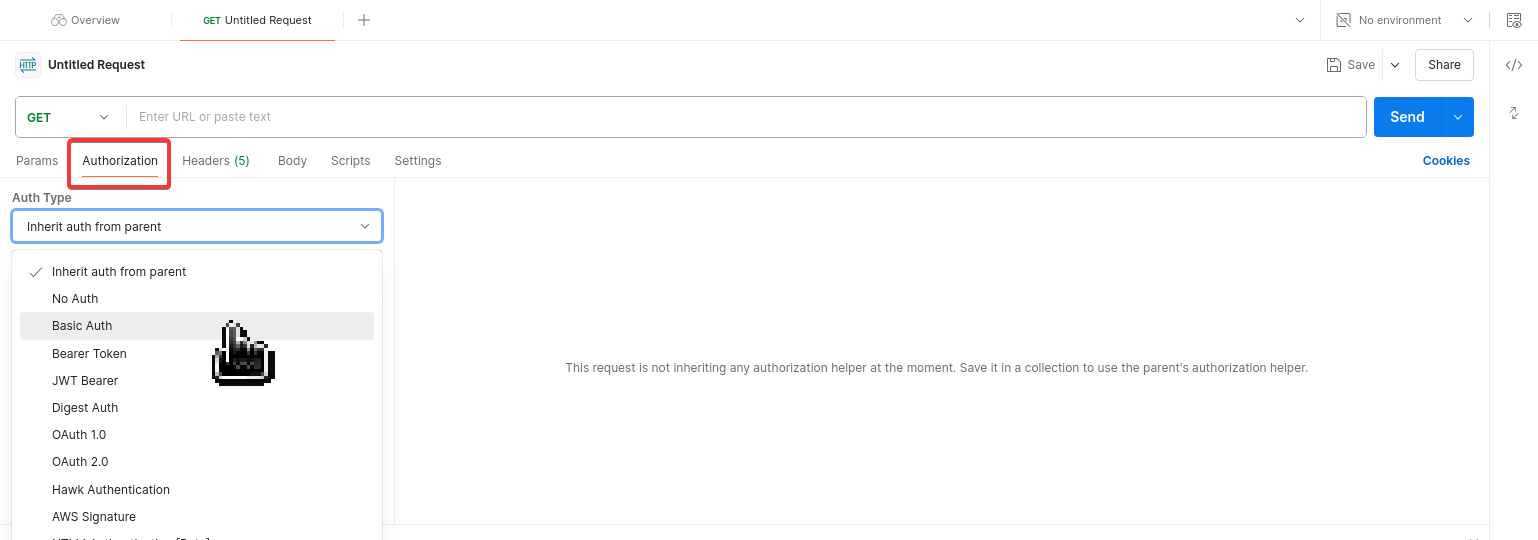 Overview
GET Untitled Request
No environment
HTTP
Untitled Request
Save
Share
GET
Enter URL or paste text
Send
Params
Authorization
Headers (5)
Body
Scripts
Settings
Cookies
Auth Type
Inherit auth from parent
Inherit auth from parent
No Auth
Basic Auth
Bearer Token
JWT Bearer
Digest Auth
OAuth 1.0
OAuth 2.0
Hawk Authentication
AWS Signature
This request is not inheriting any authorization helper at the moment. Save it in a collection to use the parent's authorization helper.